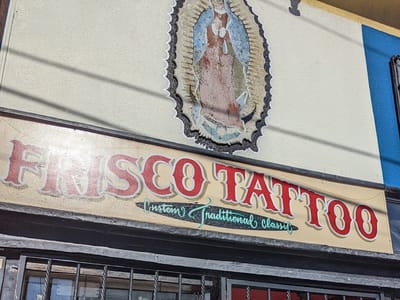 FRISCO TATTOO
Custom Traditional Classic